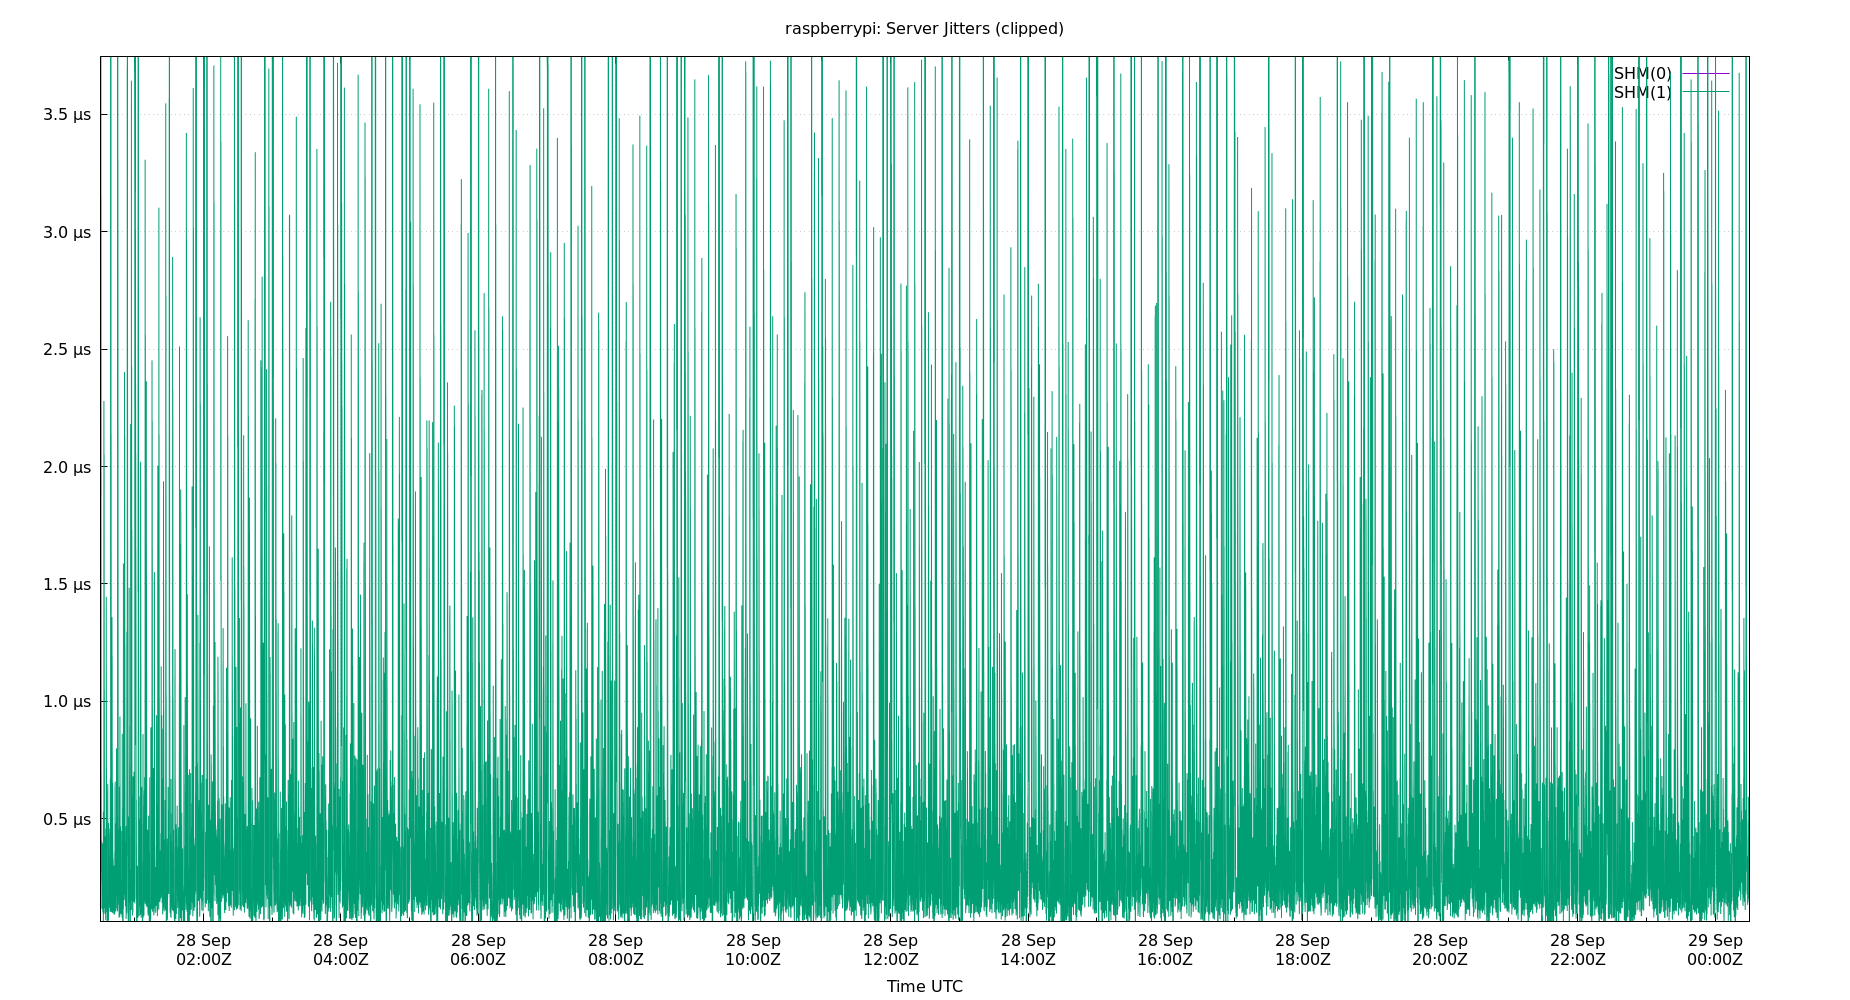 raspberrypi: Server Jitters (clipped)
SHM(0)
SHM(1)
3.5 µs
3.0 µs
2.5 µs
2.0 µs
1.5 µs
1.0 µs
0.5 µs
28 Sep 28 Sep 28 Sep 28 Sep 28 Sep 28 Sep 28 Sep 28 Sep 28 Sep 28 Sep 28 Sep 29 Sep
02:00Z 04:00Z 06:00Z 08:00Z 10:00Z 12:00Z 14:00Z 16:00Z 18:00Z 20:00Z 22:00Z 00:00Z
Time UTC